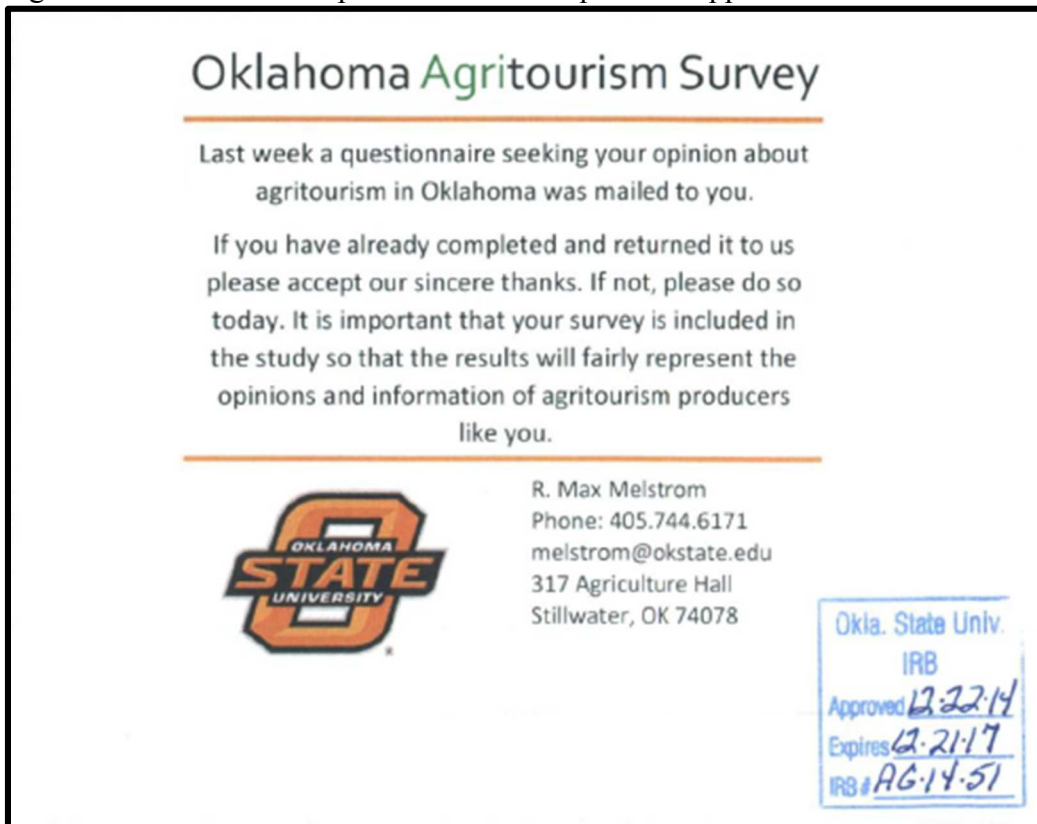 Oklahoma Agritourism Survey
Last week a questionnaire seeking your opinion about
agritourism in Oklahoma was mailed to you.
If you have already completed and returned it to us
please accept our sincere thanks. If not, please do so
today. It is important that your survey is included in
the study so that the results will fairly represent the
opinions and information of agritourism producers
like you.
OKLAHOMA
STATE
UNIVERSITY
®
R. Max Melstrom
Phone: 405.744.6171
melstrom@okstate.edu
317 Agriculture Hall
Stillwater, OK 74078
Okla. State Univ.
IRB
Approved 12-22-14
Expires 12-21-17
IRB # AG-14-51